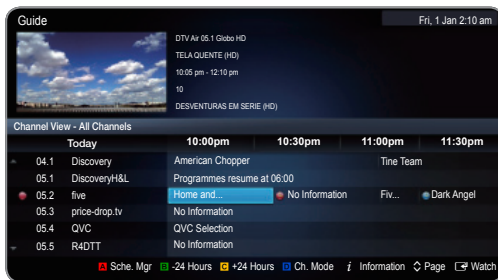 Guide
Fri, 1 Jan 2:10 am
DTV Air 05.1 Globo HD
TELA QUENTE (HD)
10:05 pm - 12:10 pm
10
DESVENTURAS EM SERIE (HD)
Channel View - All Channels
Today 10:00pm 10:30pm 11:00pm 11:30pm
04.1 Discovery American Chopper Tine Team
05.1 DiscoveryH&L Programmes resume at 06:00
05.2 five Home and... No Information Fiv... Dark Angel
05.3 price-drop.tv No Information
05.4 QVC QVC Selection
05.5 R4DTT No Information
A Sche. Mgr B -24 Hours C +24 Hours D Ch. Mode i Information Page Watch